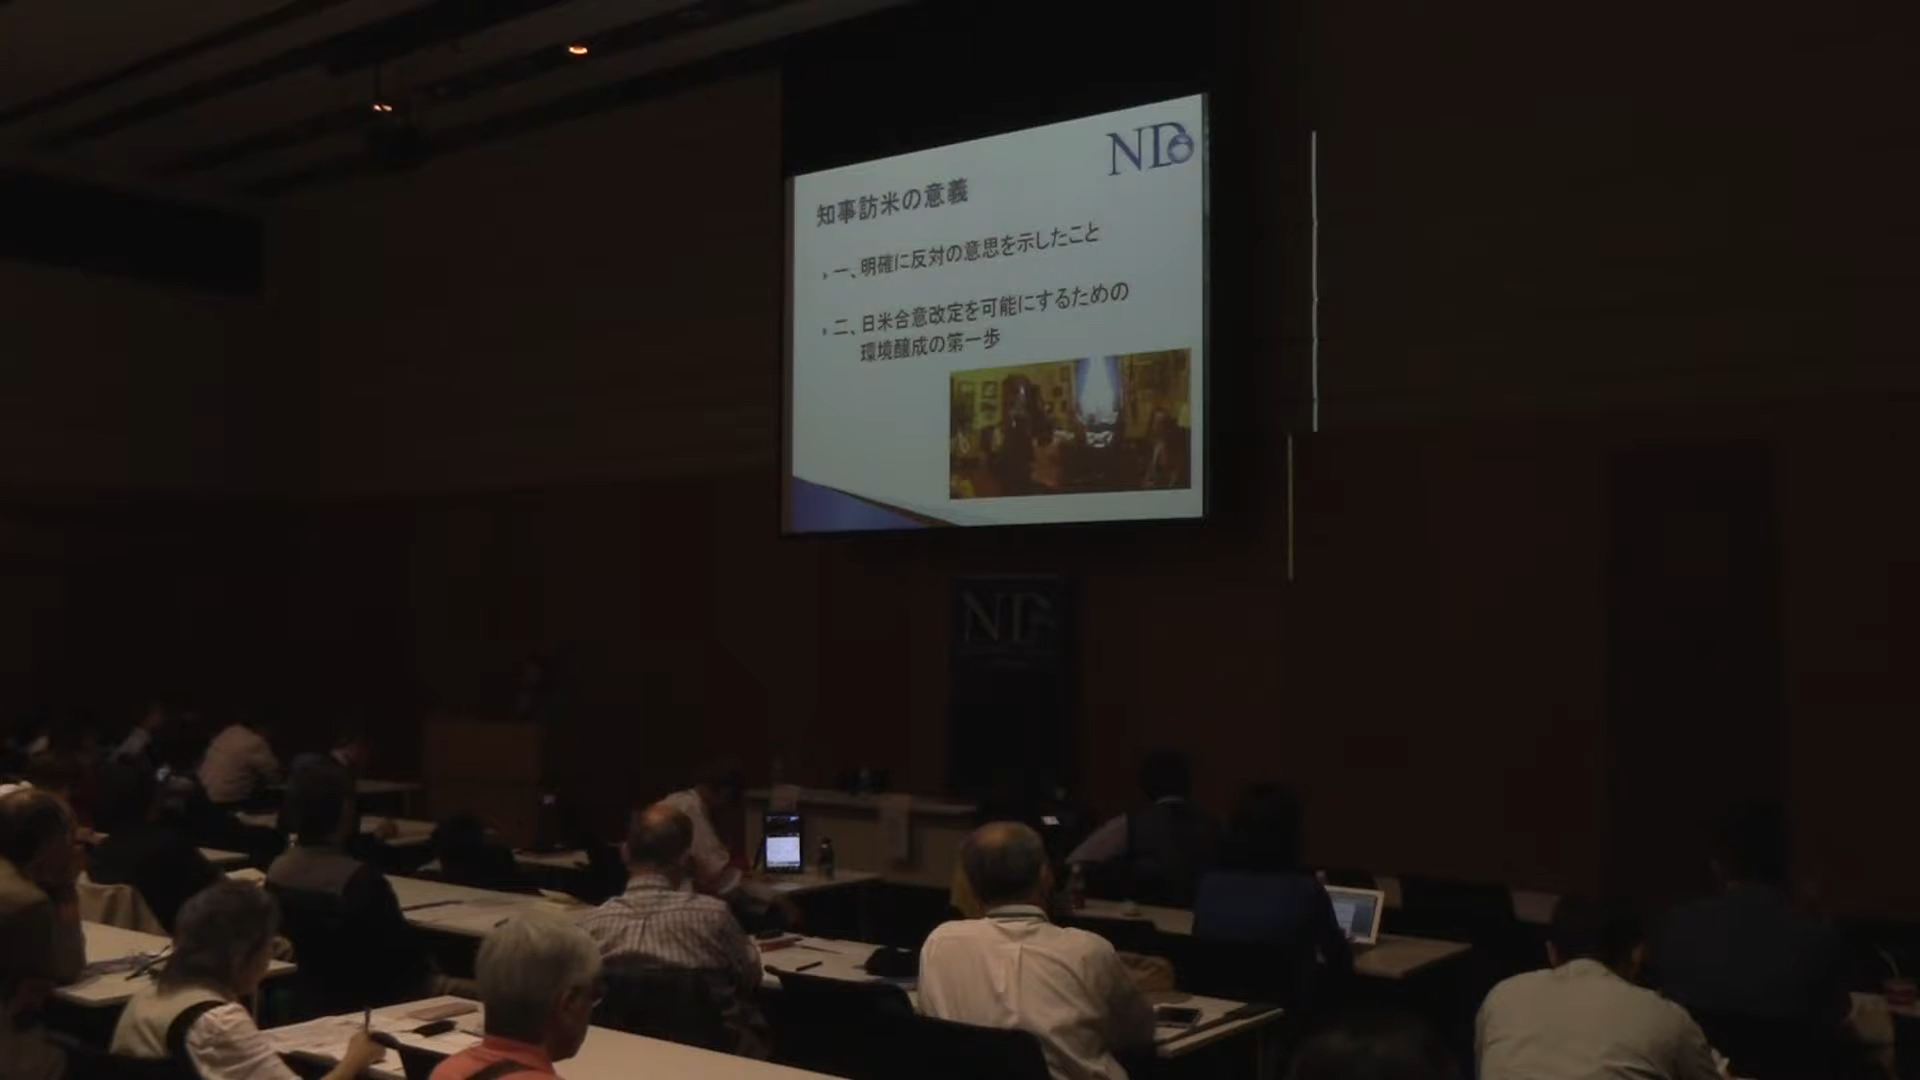 ND
知事訪米の意義
一、明確に反対の意思を示したこと
二、日米合意改定を可能にするための
環境醸成の第一歩
ND